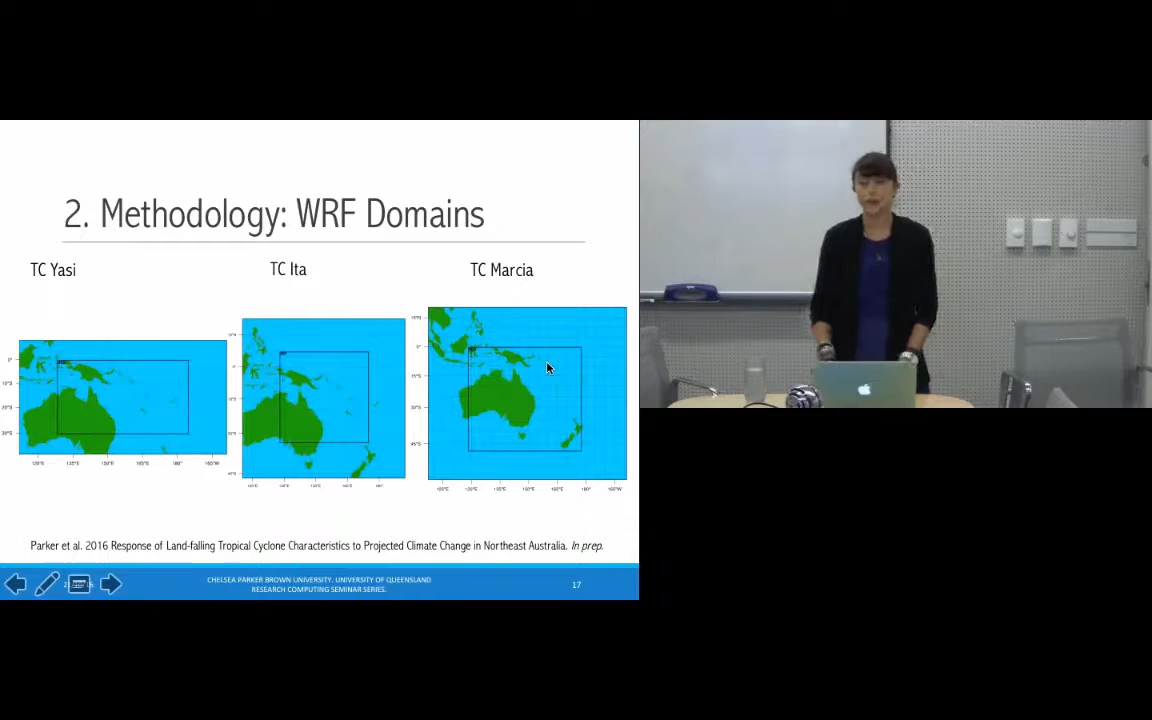 2. Methodology: WRF Domains
TC Yasi
TC Ita
TC Marcia
Parker et al. 2016 Response of Land-falling Tropical Cyclone Characteristics to Projected Climate Change in Northeast Australia. In prep.
CHELSEA PARKER BROWN UNIVERSITY. UNIVERSITY OF QUEENSLAND
RESEARCH COMPUTING SEMINAR SERIES.
17